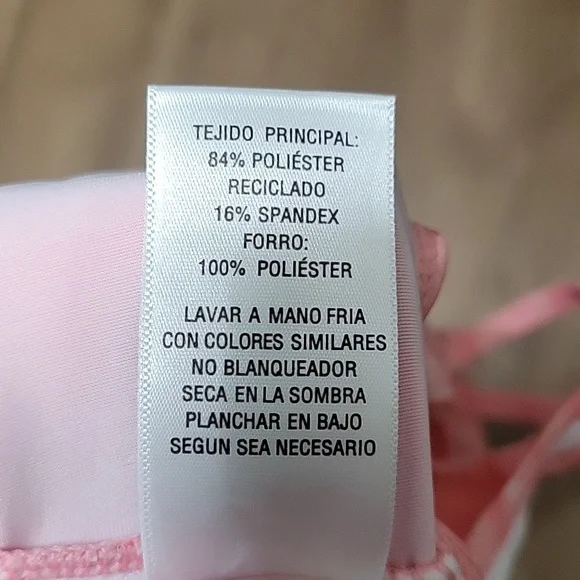 TEJIDO PRINCIPAL:
84% POLIÉSTER
RECICLADO
16% SPANDEX
FORRO:
100% POLIÉSTER
LAVAR A MANO FRIA
CON COLORES SIMILARES
NO BLANQUEADOR
SECA EN LA SOMBRA
PLANCHAR EN BAJO
SEGUN SEA NECESARIO